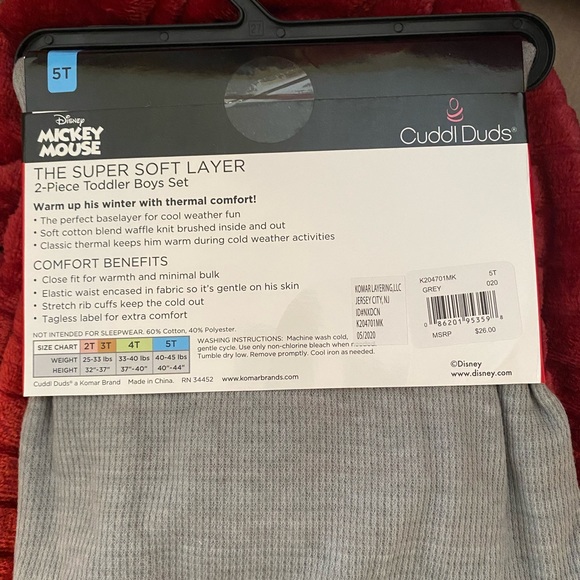 5T
Disney
MICKEY
MOUSE
Cuddl Duds®
THE SUPER SOFT LAYER
2-Piece Toddler Boys Set
Warm up his winter with thermal comfort!
• The perfect baselayer for cool weather fun
• Soft cotton blend waffle knit brushed inside and out
• Classic thermal keeps him warm during cold weather activities
COMFORT BENEFITS
• Close fit for warmth and minimal bulk
• Elastic waist encased in fabric so it's gentle on his skin
• Stretch rib cuffs keep the cold out
• Tagless label for extra comfort
NOT INTENDED FOR SLEEPWEAR. 60% Cotton, 40% Polyester.
SIZE CHART 2T 3T 4T 5T
WEIGHT 25-33 lbs 33-40 lbs 40-45 lbs
HEIGHT 32"-37" 37"-40" 40"-44"
WASHING INSTRUCTIONS: Machine wash cold,
gentle cycle. Use only non-chlorine bleach when
Tumble dry low. Remove promptly. Cool iron as needed.
Cuddl Duds® a Komar Brand Made in China. RN 34452 www.komarbrands.com
KOMAR LAYERING, LLC
JERSEY CITY, NJ
ID#NXDCN
K204701MK
05/2020
K204701MK 5T
GREY 020
0 86201 95359 8
MSRP $26.00
©Disney
www.disney.com